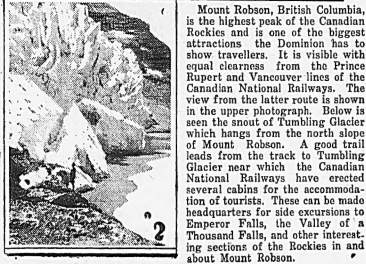 Mount Robson, British Columbia,
is the highest peak of the Canadian
Rockies and is one of the biggest
attractions the Dominion has to
show travellers. It is visible with
equal clearness from the Prince
Rupert and Vancouver lines of the
Canadian National Railways. The
view from the latter route is shown
in the upper photograph. Below is
seen the snout of Tumbling Glacier
which hangs from the north slope
of Mount Robson. A good trail
leads from the track to Tumbling
Glacier near which the Canadian
National Railways have erected
several cabins for the accommoda-
tion of tourists. These can be made
headquarters for side excursions to
Emperor Falls, the Valley of a
Thousand Falls, and other interest-
ing sections of the Rockies in and
about Mount Robson.
2